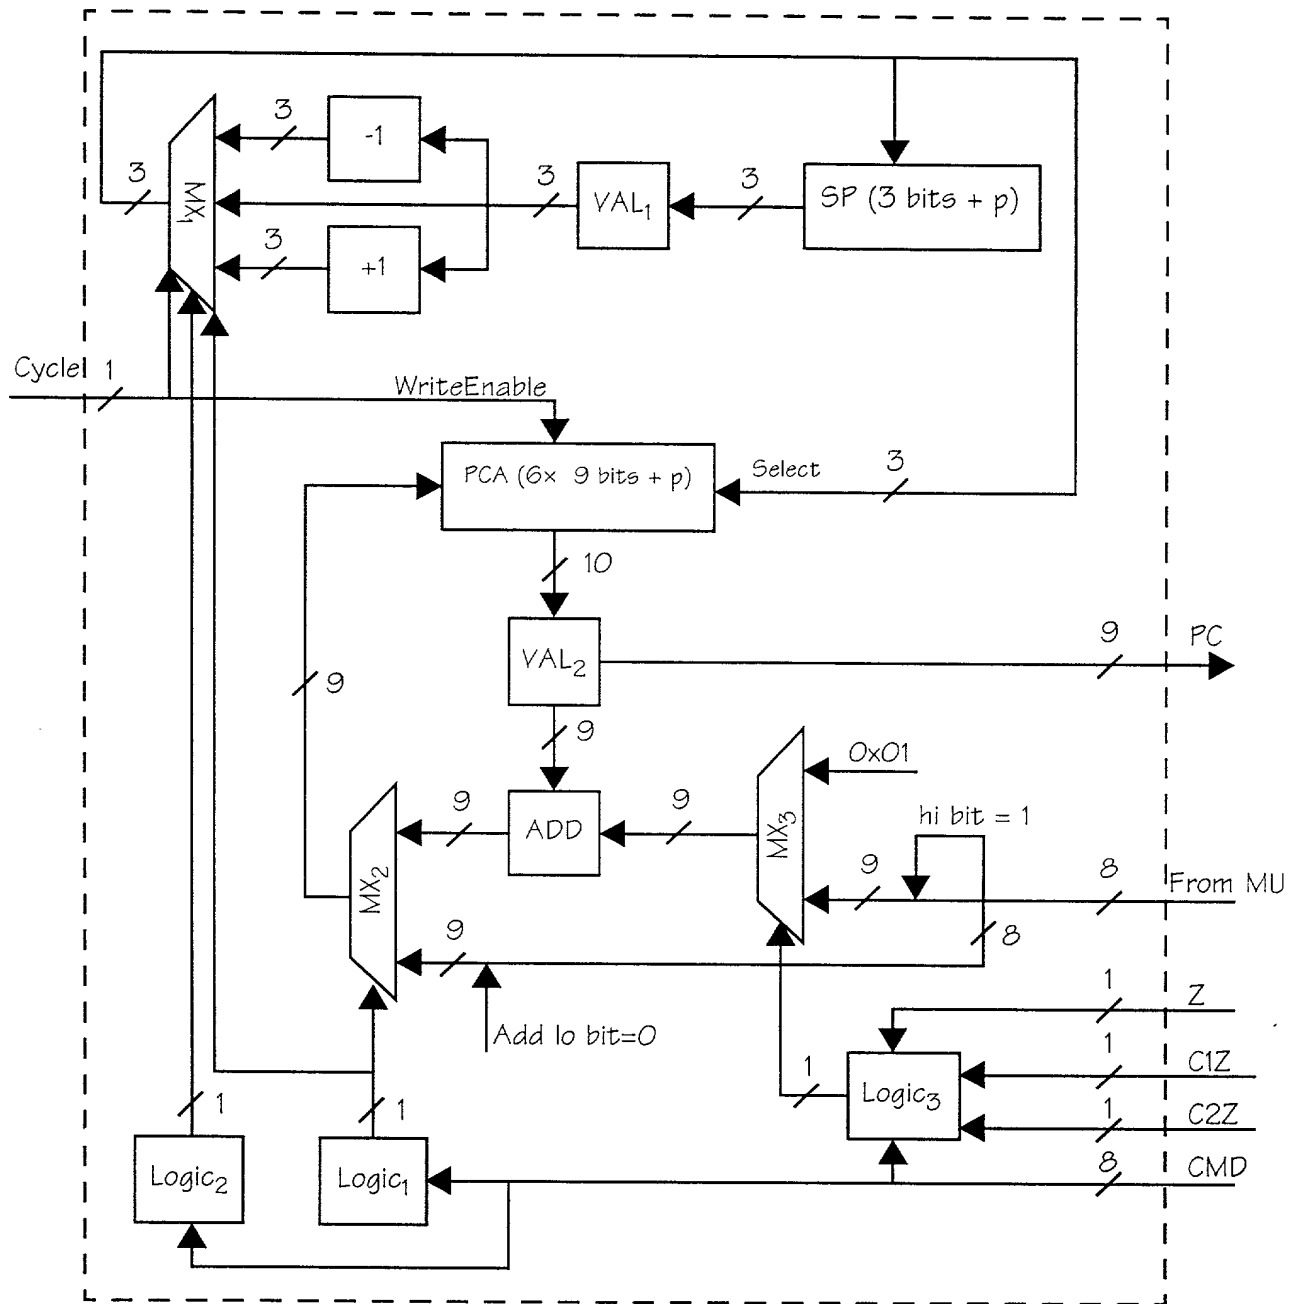 3
-1
3
MX1
3
VAL1
3
SP (3 bits + p)
3
+1
Cycle
1
WriteEnable
PCA (6x 9 bits + p)
Select
3
10
VAL2
9
PC
9
9
0x01
hi bit = 1
9
ADD
9
MX3
9
8
From MU
MX2
9
8
Add lo bit=0
1
Z
1
C1Z
1
Logic3
1
C2Z
1
1
Logic2
Logic1
8
CMD